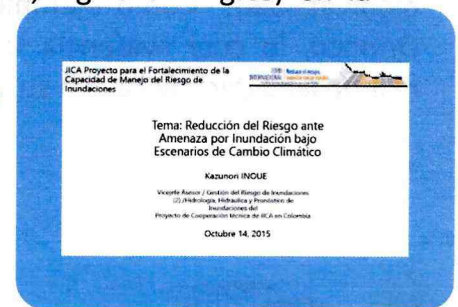 JICA Proyecto para el Fortalecimiento de la
Capacidad de Manejo del Riesgo de
Inundaciones
INTERNACIONAL
Tema: Reducción del Riesgo ante
Amenaza por Inundación bajo
Escenarios de Cambio Climático
Kazunori INOUE
Vicejefe Asesor / Gestión del Riesgo de Inundaciones
(2) /Hidrología, Hidráulica y Pronóstico de
Inundaciones del
Proyecto de Cooperación técnica de JICA en Colombia
Octubre 14, 2015